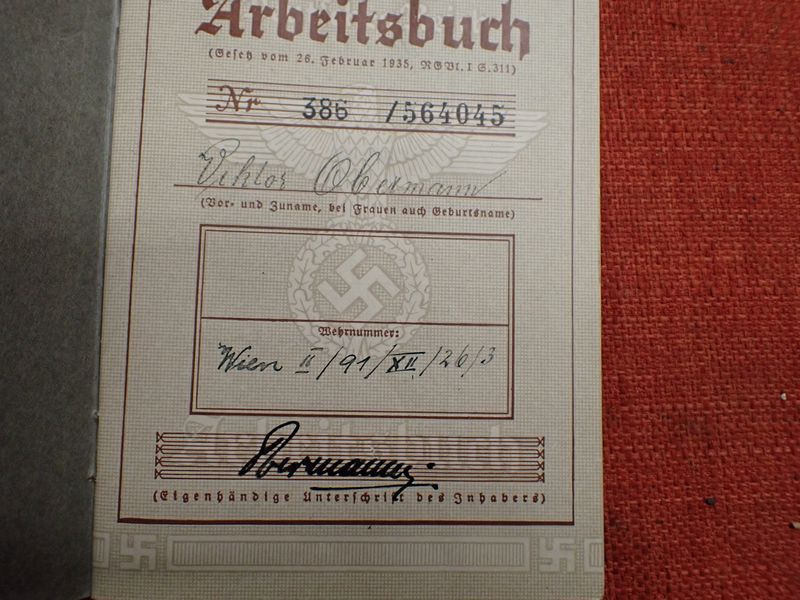 Arbeitsbuch
(Gesetz vom 26. Februar 1935, RGBl. I S.311)
Nr 386 /564045
Viktor Obermann
(Vor- und Zuname, bei Frauen auch Geburtsname)
Wehrnummer:
Wien II/91/XII/26/3
Arbeitsbuch
Obermann
(Eigenhändige Unterschrift des Inhabers)